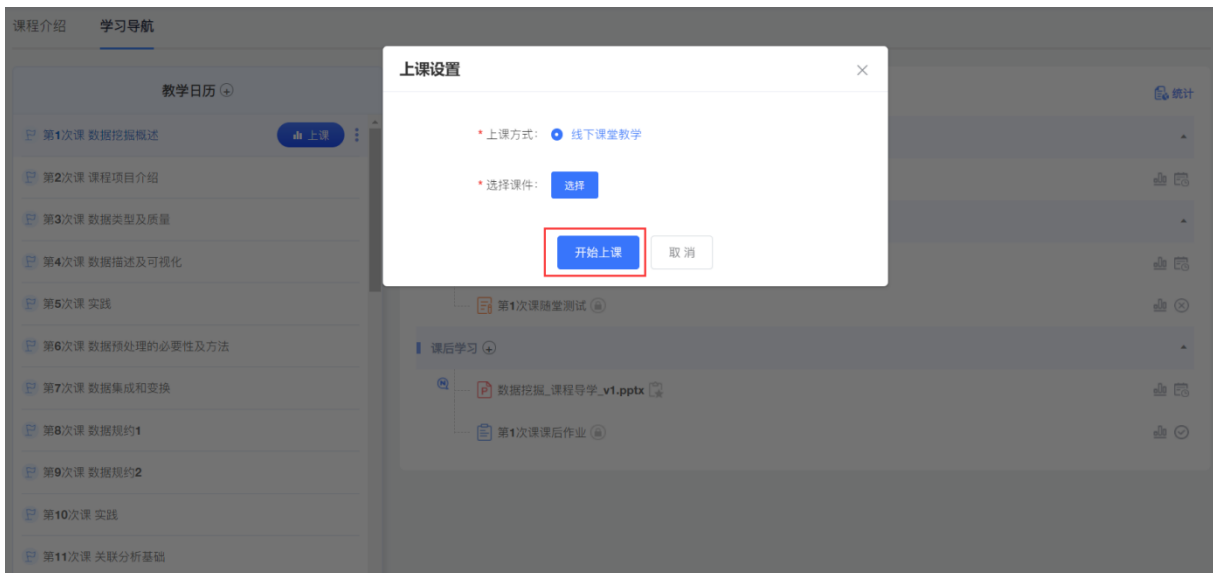 课程介绍 学习导航
教学日历
第1次课 数据挖掘概述 上课
第2次课 课程项目介绍
第3次课 数据类型及质量
第4次课 数据描述及可视化
第5次课 实践
第6次课 数据预处理的必要性及方法
第7次课 数据集成和变换
第8次课 数据规约1
第9次课 数据规约2
第10次课 实践
第11次课 关联分析基础
上课设置
*上课方式: 线下课堂教学
*选择课件: 选择
开始上课 取消
统计
第1次课随堂测试
课后学习
数据挖掘_课程导学_v1.pptx
第1次课课后作业